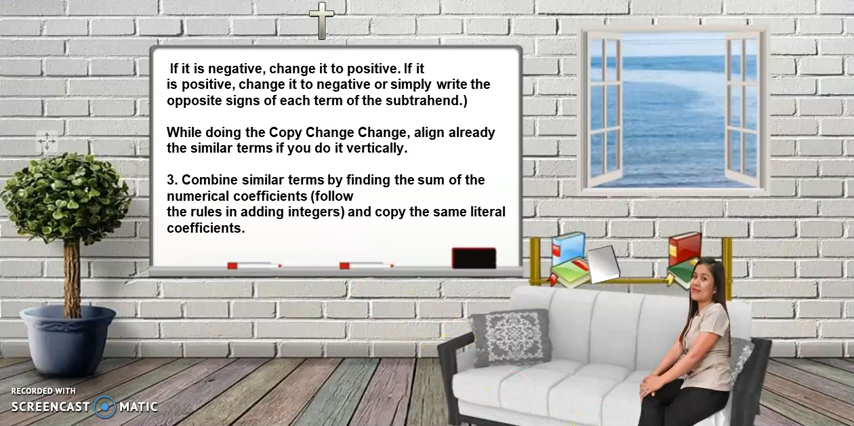 If it is negative, change it to positive. If it
is positive, change it to negative or simply write the
opposite signs of each term of the subtrahend.)
While doing the Copy Change Change, align already
the similar terms if you do it vertically.
3. Combine similar terms by finding the sum of the
numerical coefficients (follow
the rules in adding integers) and copy the same literal
coefficients.
RECORDED WITH
SCREENCAST MATIC